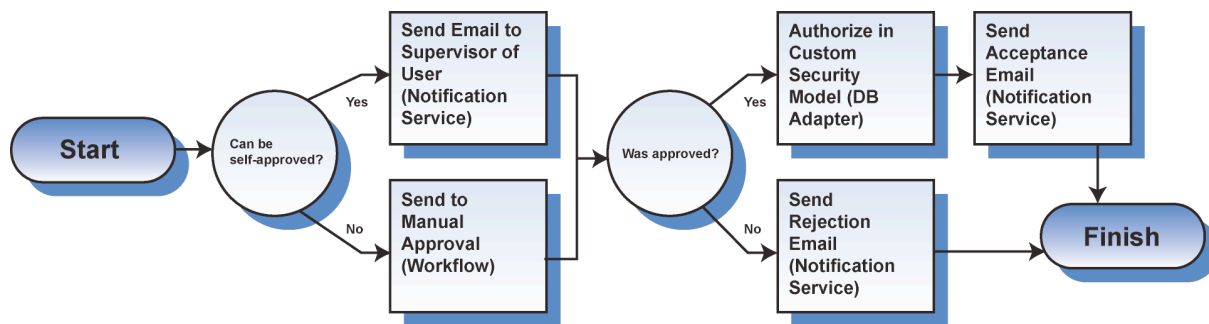 Start
Can be
self-approved?
Yes
No
Send Email to
Supervisor of
User
(Notification
Service)
Send to
Manual
Approval
(Workflow)
Was approved?
Yes
No
Authorize in
Custom
Security
Model (DB
Adapter)
Send
Acceptance
Email
(Notification
Service)
Send
Rejection
Email
(Notification
Service)
Finish